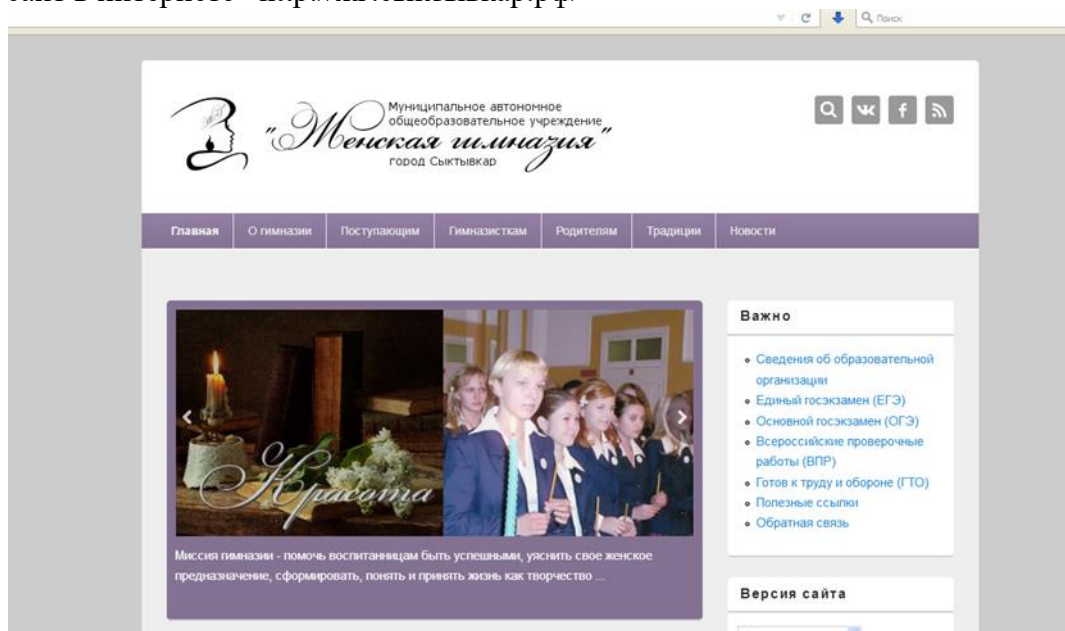 Поиск
Муниципальное автономное
общеобразовательное учреждение
"Женская гимназия"
город Сыктывкар
Главная
О гимназии
Поступающим
Гимназисткам
Родителям
Традиции
Новости
Красота
Миссия гимназии - помочь воспитанницам быть успешными, уяснить свое женское
предназначение, сформировать, понять и принять жизнь как творчество ...
Важно
Сведения об образовательной
организации
Единый госэкзамен (ЕГЭ)
Основной госэкзамен (ОГЭ)
Всероссийские проверочные
работы (ВПР)
Готов к труду и обороне (ГТО)
Полезные ссылки
Обратная связь
Версия сайта